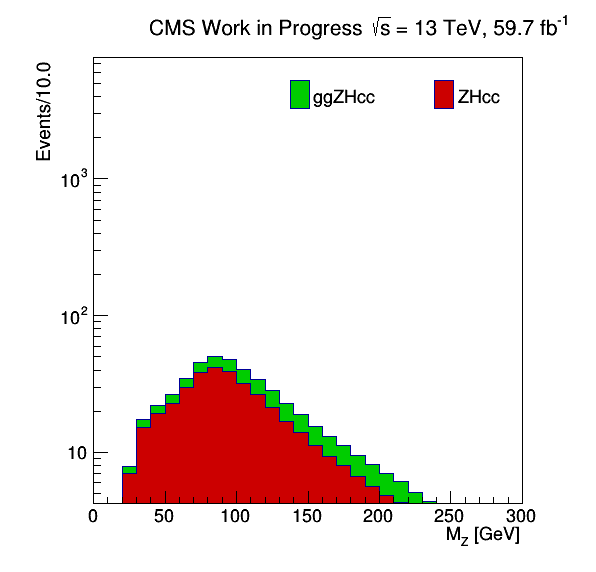 CMS Work in Progress √s = 13 TeV, 59.7 fb⁻¹
Events/10.0
ggZHcc ZHcc
10³
10²
10
0 50 100 150 200 250 300
M_Z [GeV]